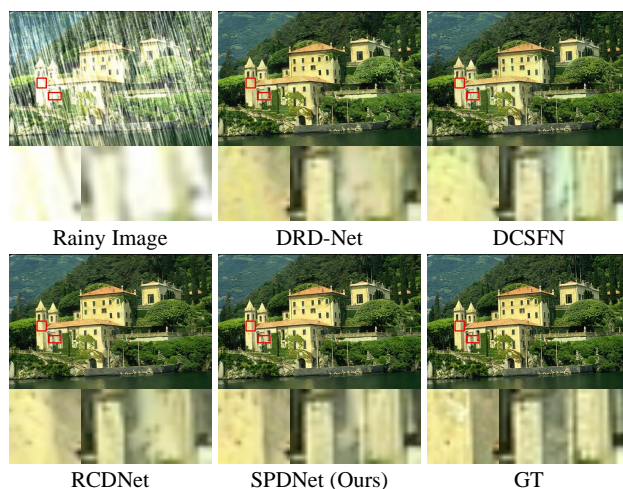 Rainy Image
DRD-Net
DCSFN
RCDNet
SPDNet (Ours)
GT